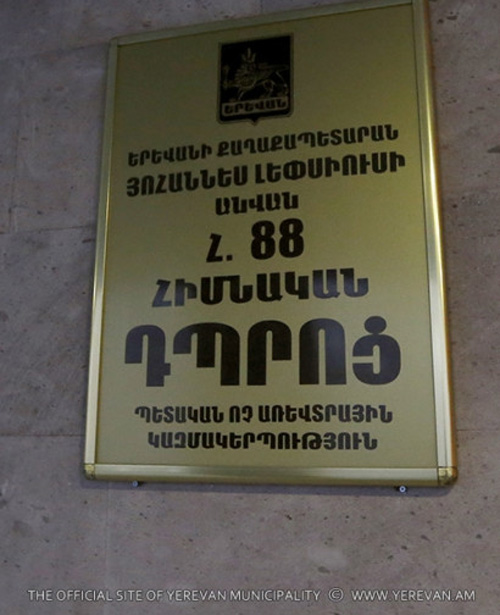 ԵՐԵՎԱՆ
ԵՐԵՎԱՆԻ ՔԱՂԱՔԱՊԵՏԱՐԱՆ
ՅՈՀԱՆՆԵՍ ԼԵՓՍԻՈՒՍԻ
ԱՆՎԱՆ
Հ. 88
ՀԻՄՆԱԿԱՆ
ԴՊՐՈՑ
ՊԵՏԱԿԱՆ ՈՉ ԱՌԵՎՏՐԱՅԻՆ
ԿԱԶՄԱԿԵՐՊՈՒԹՅՈՒՆ
THE OFFICIAL SITE OF YEREVAN MUNICIPALITY © WWW.YEREVAN.AM